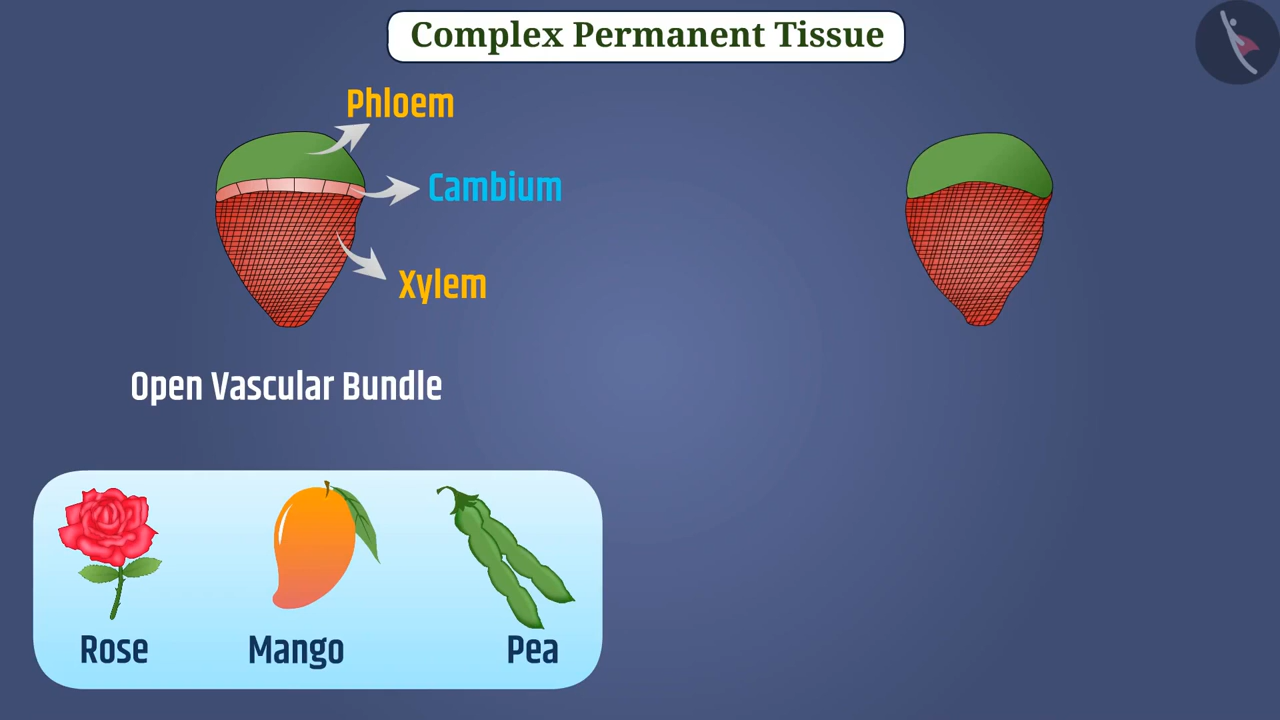 Complex Permanent Tissue
Phloem
Cambium
Xylem
Open Vascular Bundle
Rose
Mango
Pea